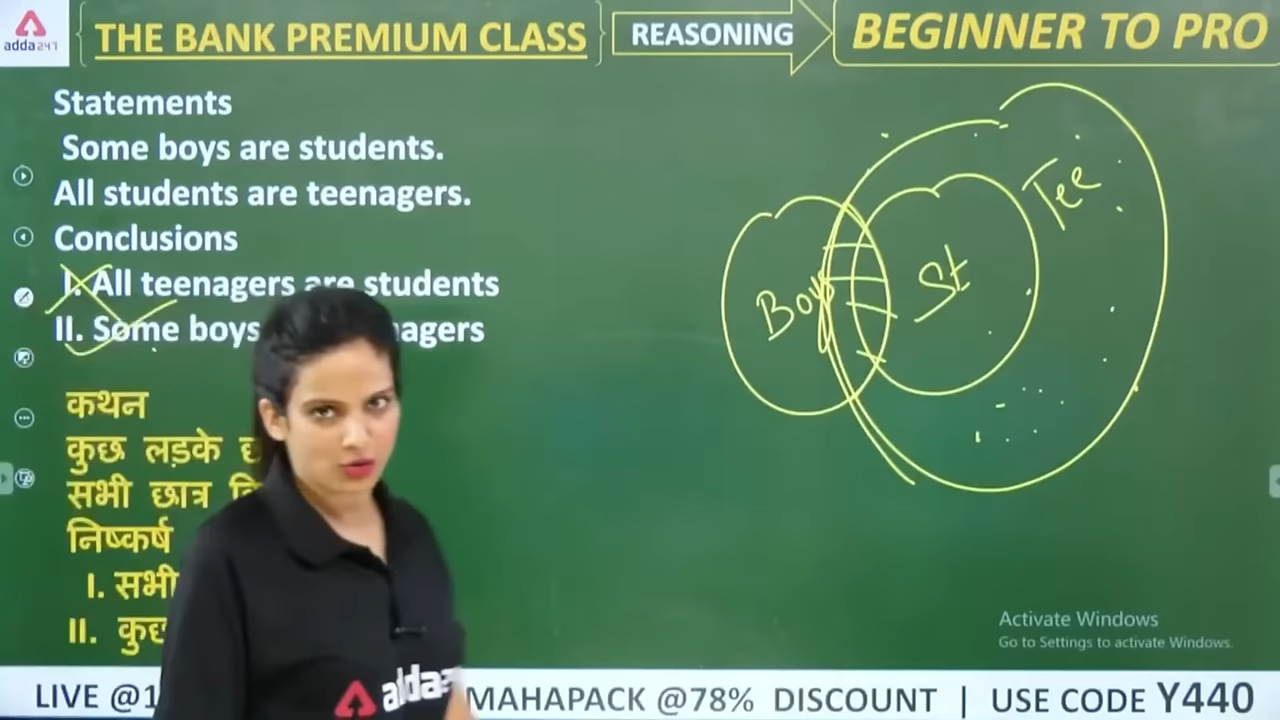 adda247
THE BANK PREMIUM CLASS
REASONING
BEGINNER TO PRO
Statements
Some boys are students.
All students are teenagers.
Conclusions
I. All teenagers are students
II. Some boys nagers
कथन
कुछ लड़के
सभी छात्र
निष्कर्ष
I. सभी
II.
Boys
St
Tee
Activate Windows
Go to Settings to activate Windows.
adda
LIVE @1 MAHAPACK @78% DISCOUNT | USE CODE Y440